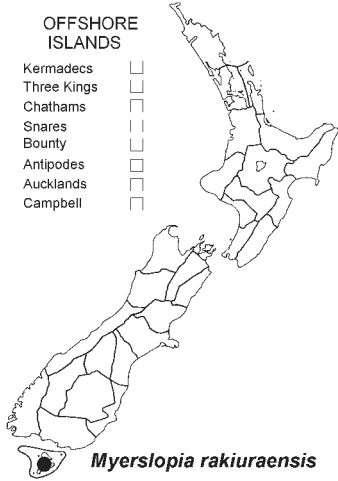 OFFSHORE
ISLANDS
Kermadecs
Three Kings
Chathams
Snares
Bounty
Antipodes
Aucklands
Campbell
Myerslopia rakiuraensis